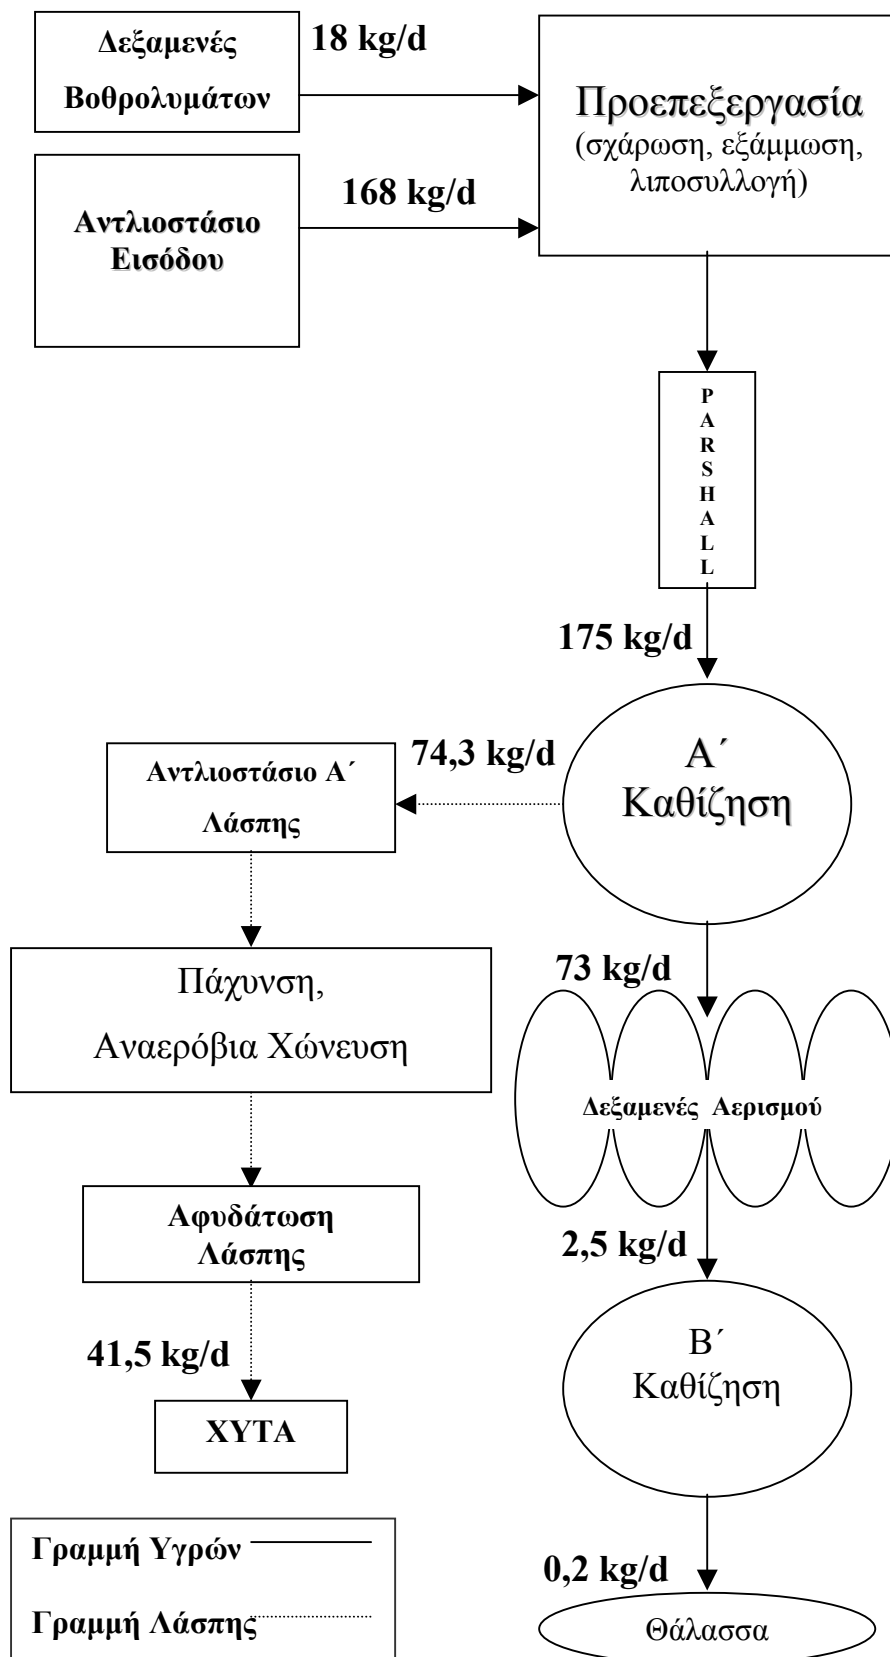 Δεξαμενές
Βοθρολυμάτων
18 kg/d
Προεπεξεργασία
(σχάρωση, εξάμμωση,
λιποσυλλογή)
Αντλιοστάσιο
Εισόδου
168 kg/d
P
A
R
S
H
A
L
L
175 kg/d
Α΄
Καθίζηση
74,3 kg/d
Αντλιοστάσιο Α΄
Λάσπης
Πάχυνση,
Αναερόβια Χώνευση
73 kg/d
Δεξαμενές Αερισμού
Αφυδάτωση
Λάσπης
2,5 kg/d
Β΄
Καθίζηση
41,5 kg/d
ΧΥΤΑ
Γραμμή Υγρών
Γραμμή Λάσπης
0,2 kg/d
Θάλασσα